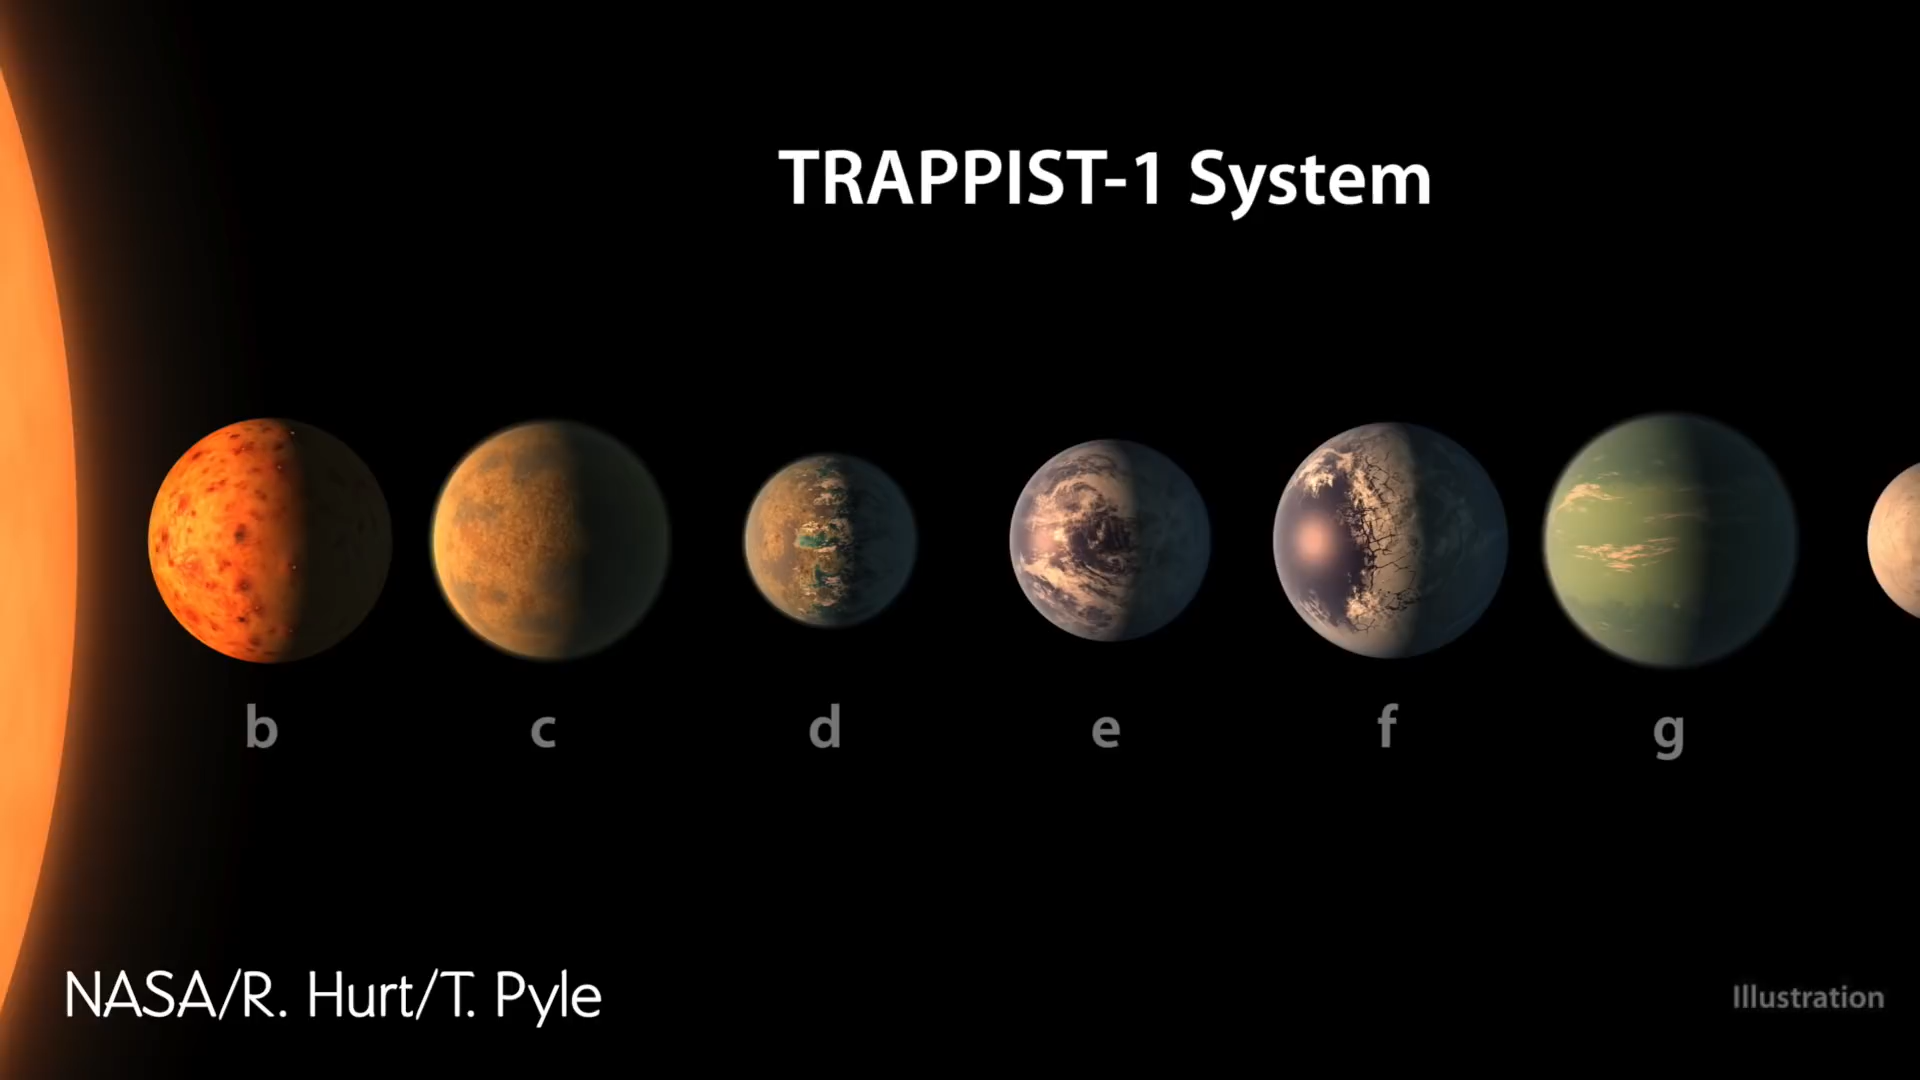 TRAPPIST-1 System
b c d e f g
NASA/R. Hurt/T. Pyle
Illustration